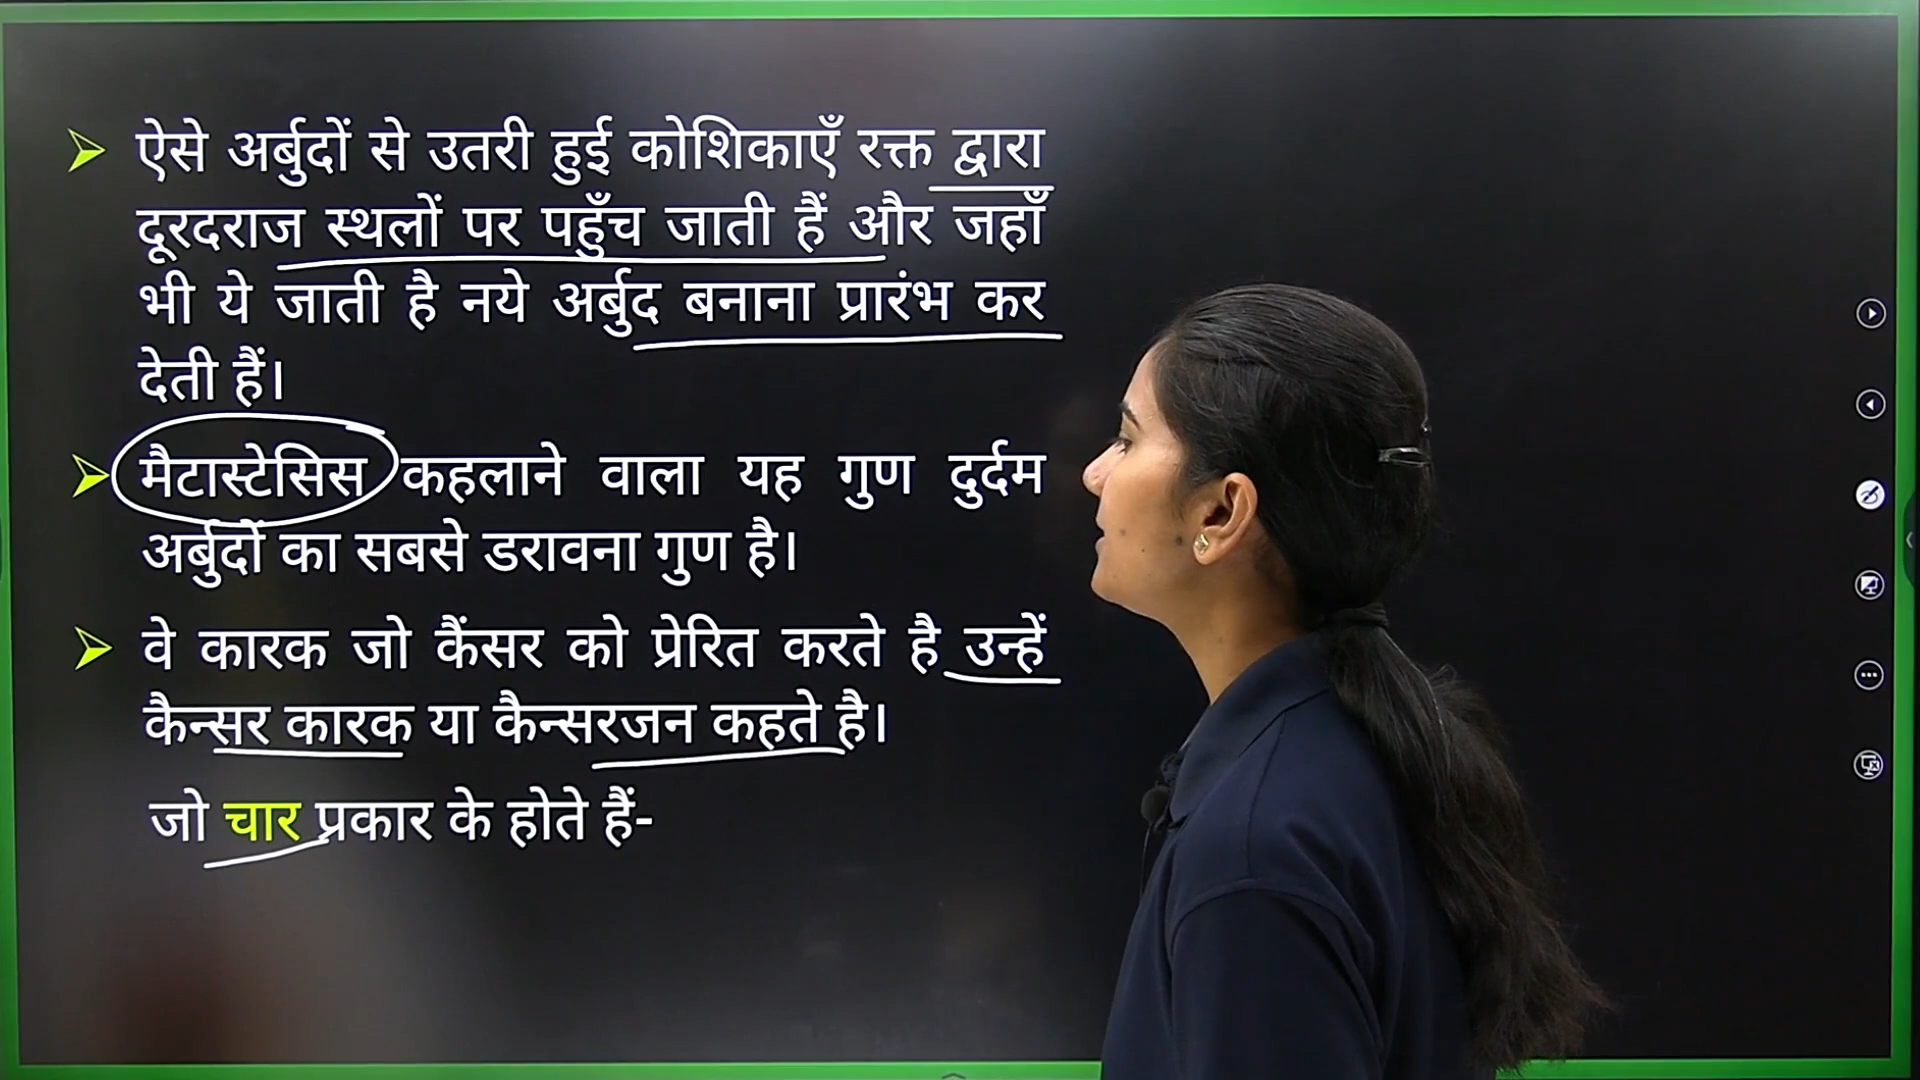 ऐसे अर्बुदों से उतरी हुई कोशिकाएँ रक्त द्वारा
दूरदराज स्थलों पर पहुँच जाती हैं और जहाँ
भी ये जाती है नये अर्बुद बनाना प्रारंभ कर
देती हैं।
मैटास्टेसिस कहलाने वाला यह गुण दुर्दम
अर्बुदों का सबसे डरावना गुण है।
वे कारक जो कैंसर को प्रेरित करते है उन्हें
कैन्सर कारक या कैन्सरजन कहते है।
जो चार प्रकार के होते हैं-